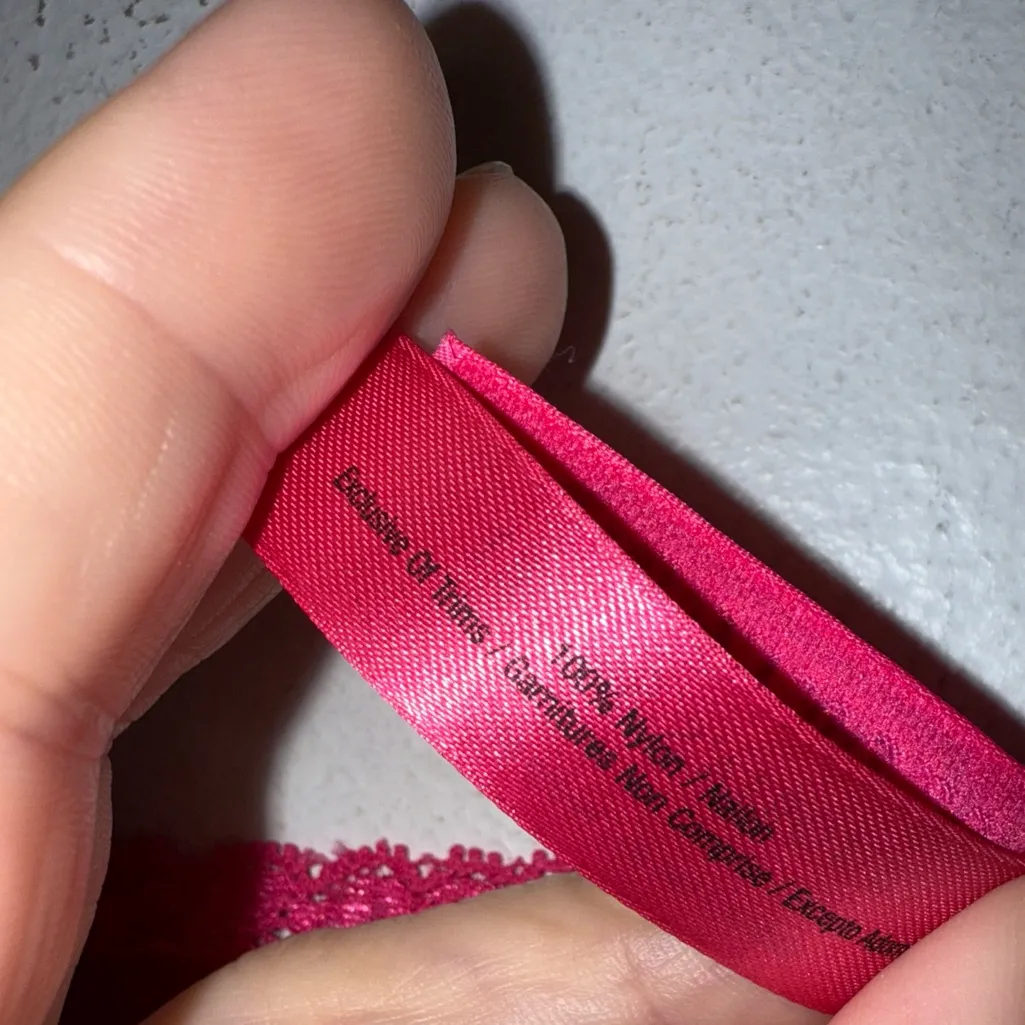 100% Nylon / Nailon
Exclusive Of Trims / Garnitures Non Comprise / Excepto